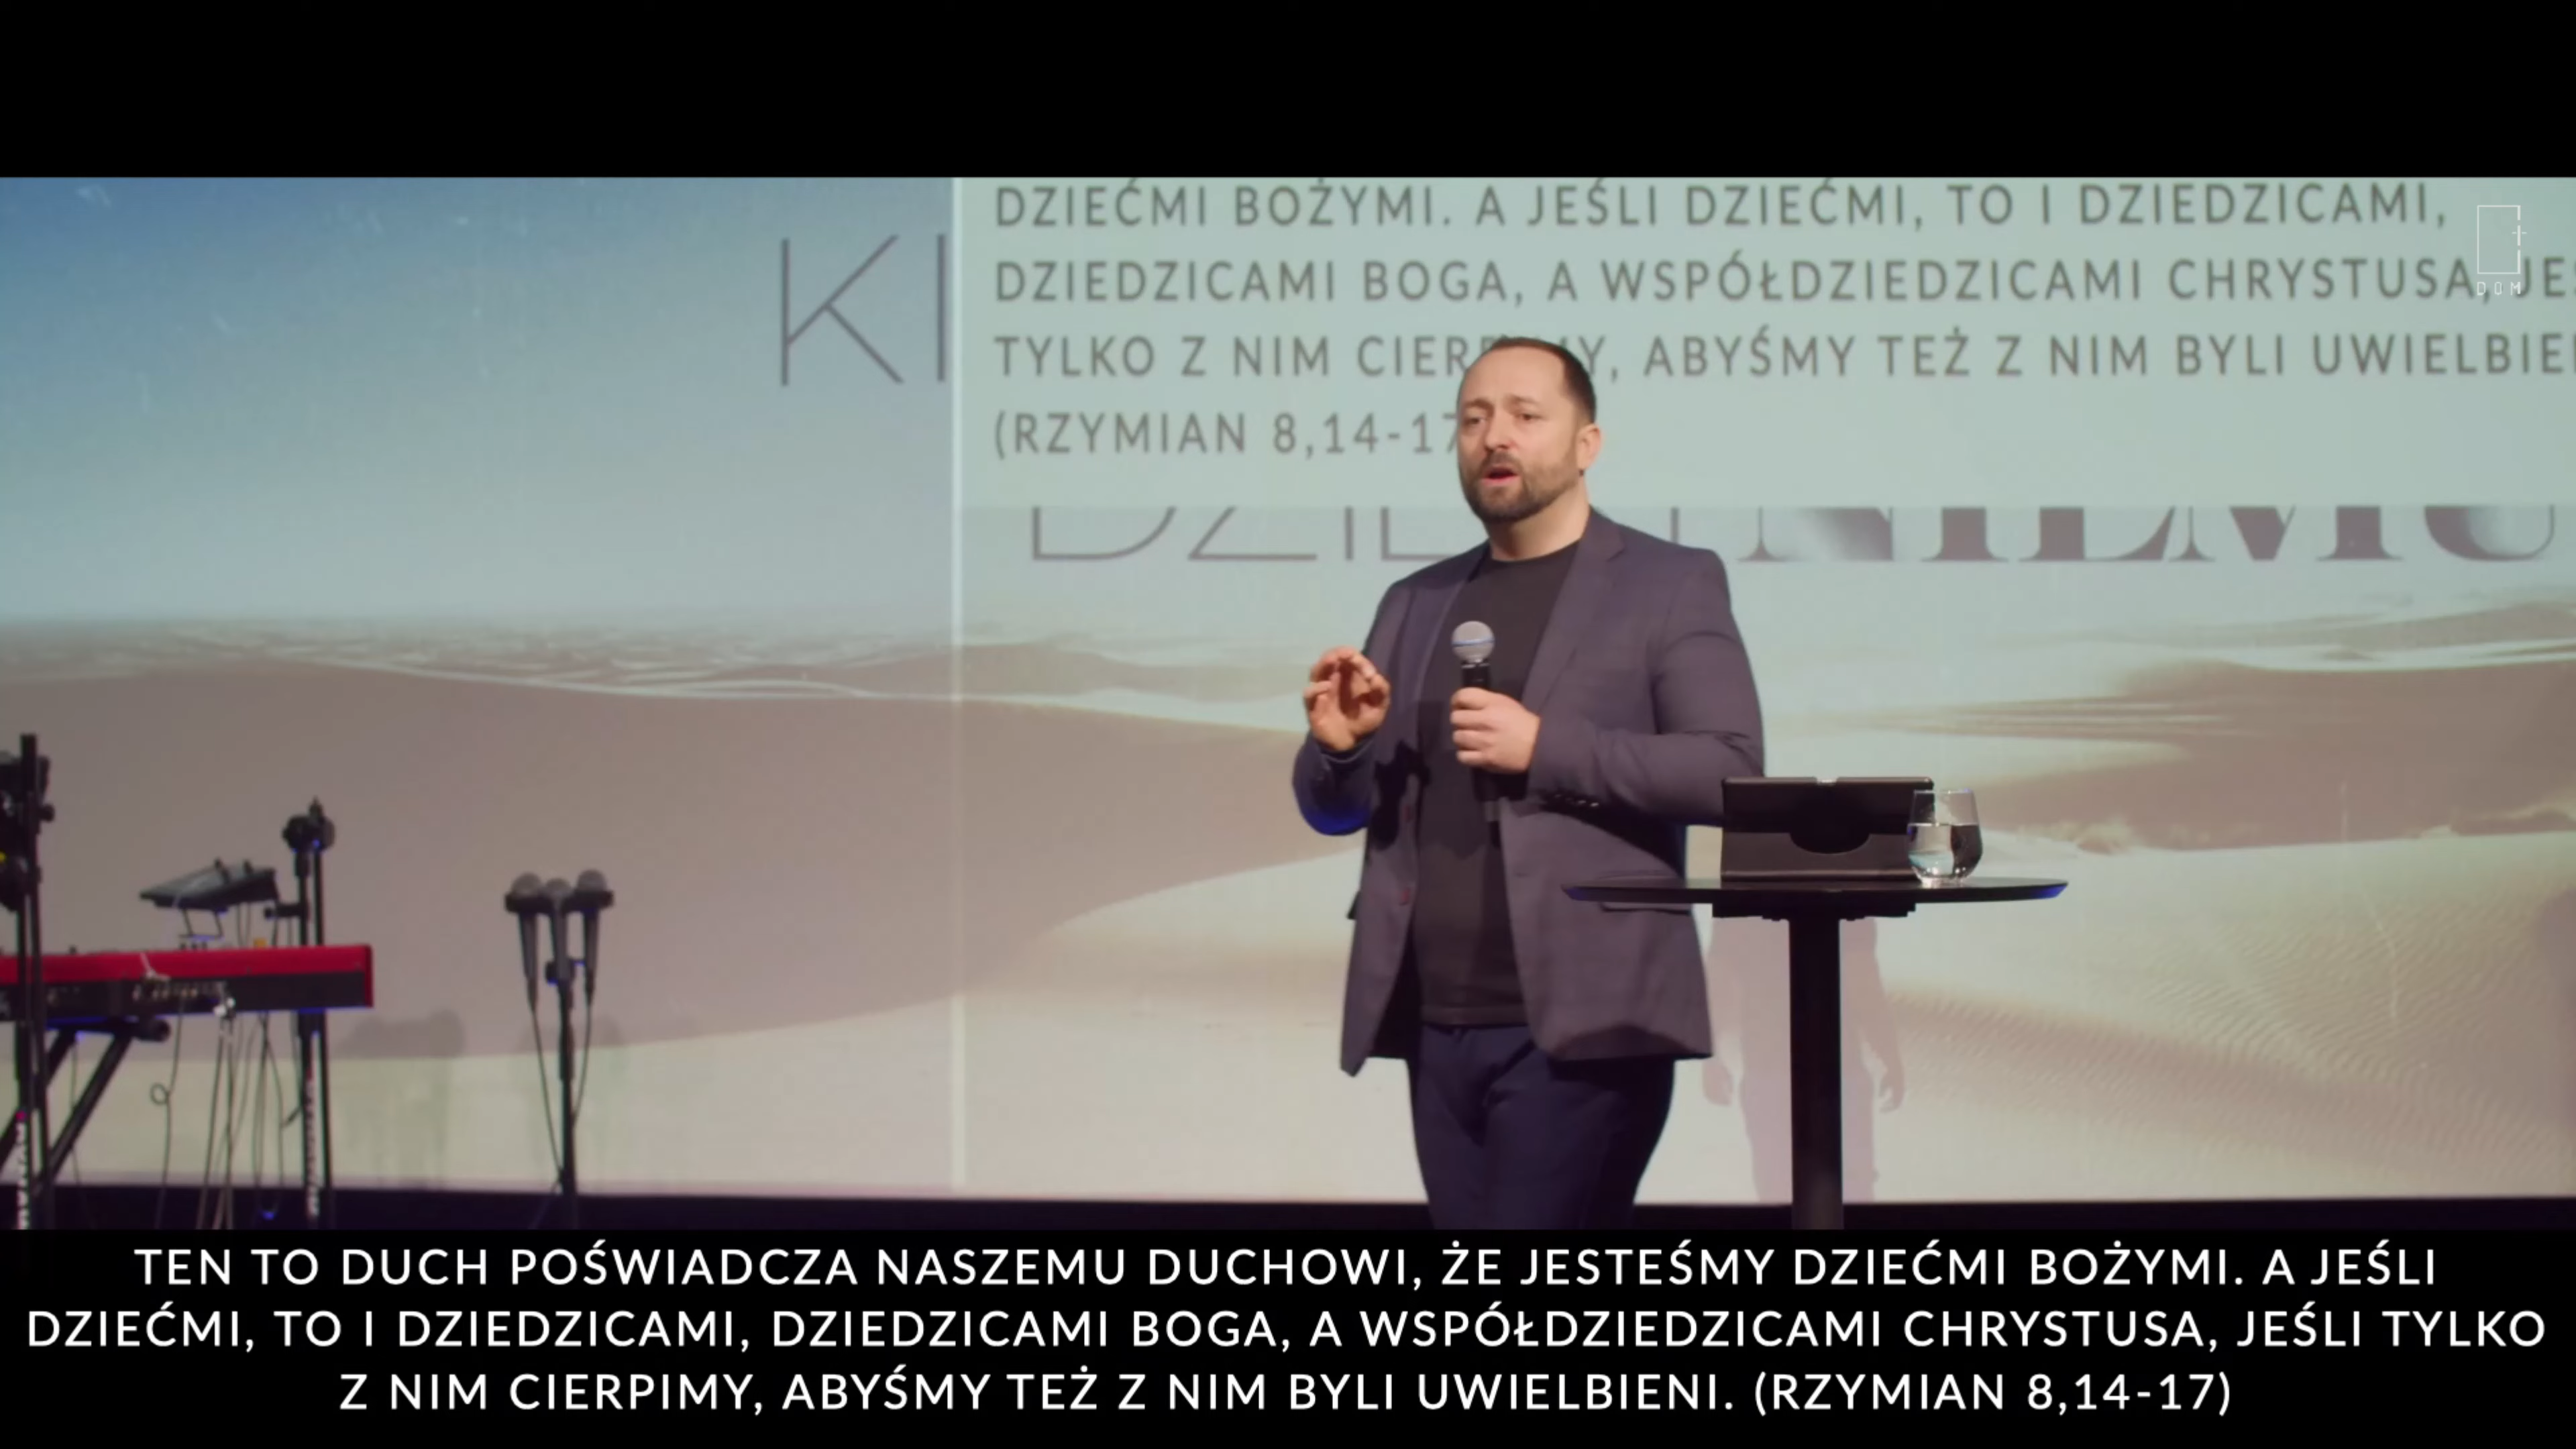 DZIEĆMI BOŻYMI. A JEŚLI DZIEĆMI, TO I DZIEDZICAMI,
DZIEDZICAMI BOGA, A WSPÓŁDZIEDZICAMI CHRYSTUSA,
TYLKO Z NIM ABYŚMY TEŻ Z NIM BYLI
(RZYMIAN 8,14-17
DOM
TEN TO DUCH POŚWIADCZA NASZEMU DUCHOWI, ŻE JESTEŚMY DZIEĆMI BOŻYMI. A JEŚLI
DZIEĆMI, TO I DZIEDZICAMI, DZIEDZICAMI BOGA, A WSPÓŁDZIEDZICAMI CHRYSTUSA, JEŚLI TYLKO
Z NIM CIERPIMY, ABYŚMY TEŻ Z NIM BYLI UWIELBIENI. (RZYMIAN 8,14-17)